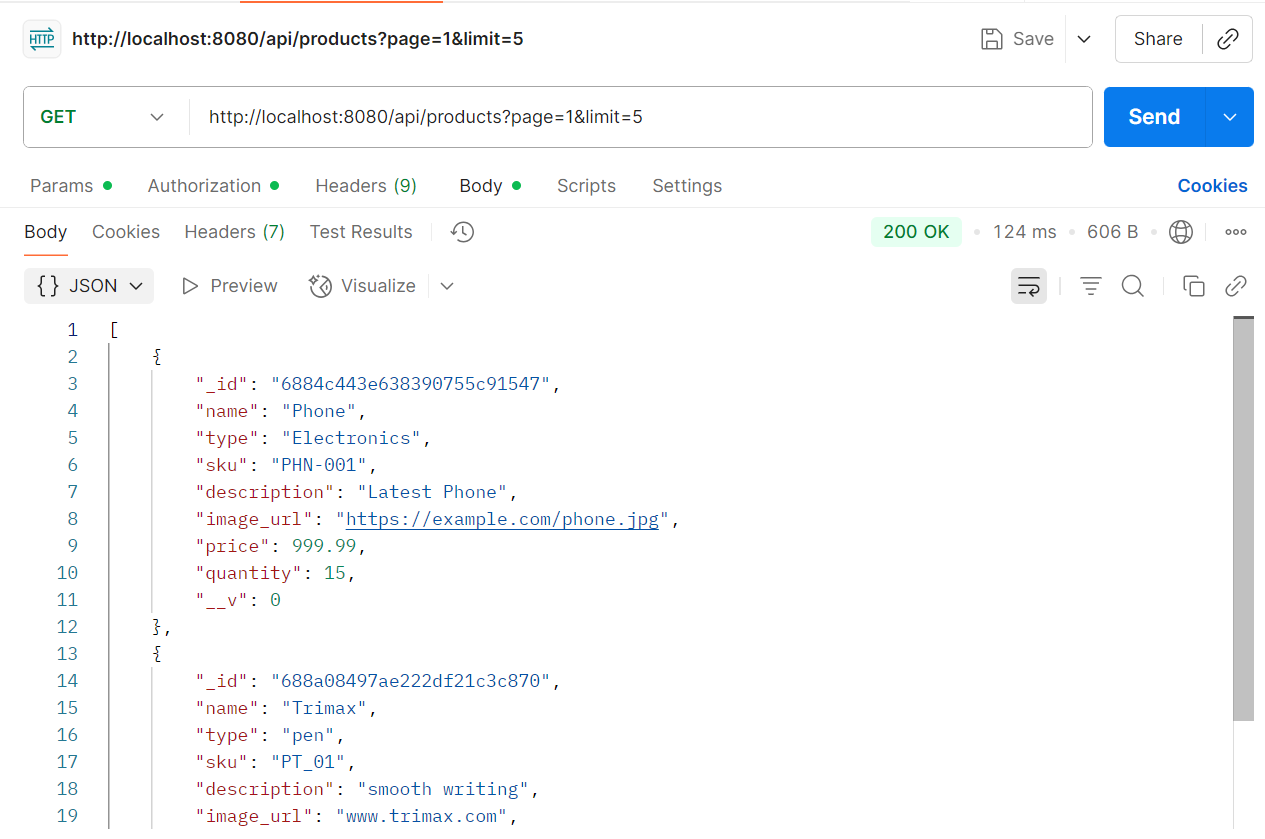 HTTP http://localhost:8080/api/products?page=1&limit=5 Save Share
GET http://localhost:8080/api/products?page=1&limit=5 Send
Params Authorization Headers (9) Body Scripts Settings Cookies
Body Cookies Headers (7) Test Results 200 OK 124 ms 606 B
{} JSON Preview Visualize
1 [
2 {
3 "_id": "6884c443e638390755c91547",
4 "name": "Phone",
5 "type": "Electronics",
6 "sku": "PHN-001",
7 "description": "Latest Phone",
8 "image_url": "https://example.com/phone.jpg",
9 "price": 999.99,
10 "quantity": 15,
11 "__v": 0
12 },
13 {
14 "_id": "688a08497ae222df21c3c870",
15 "name": "Trimax",
16 "type": "pen",
17 "sku": "PT_01",
18 "description": "smooth writing",
19 "image_url": "www.trimax.com",